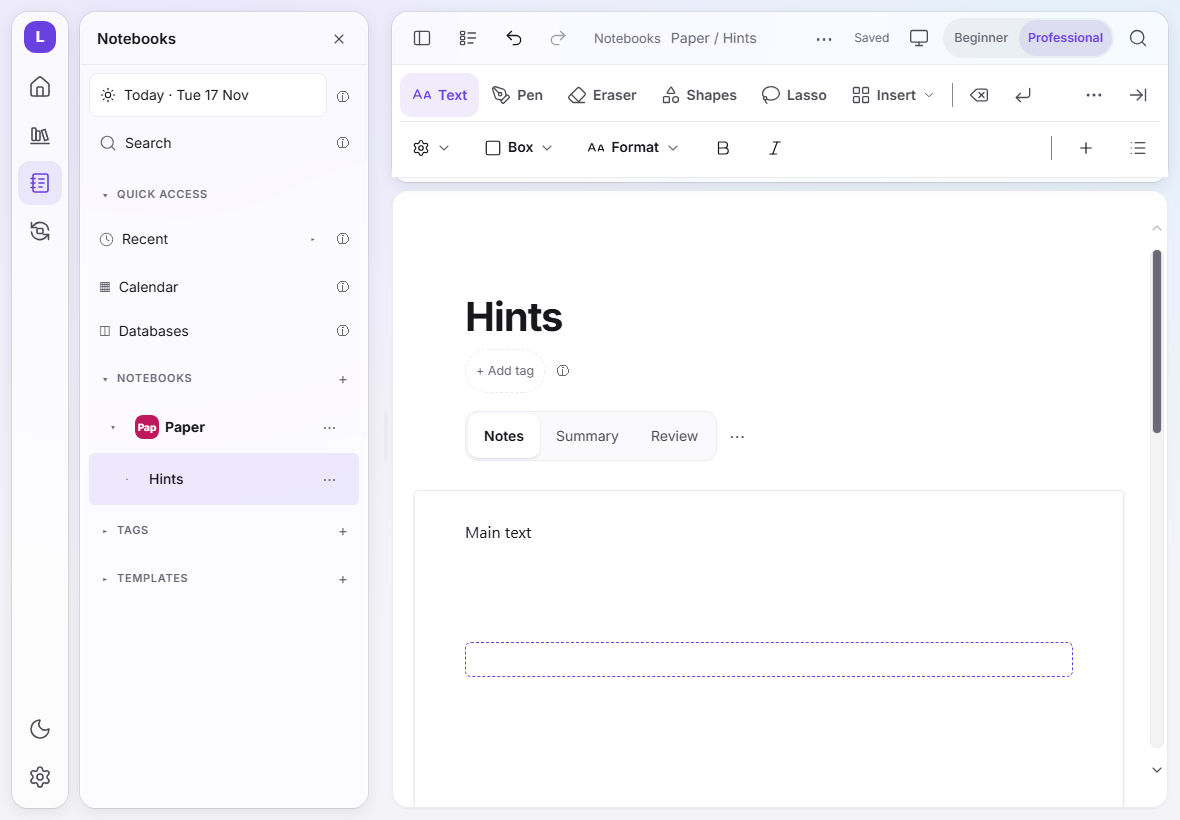 L
Notebooks
Today · Tue 17 Nov
Search
QUICK ACCESS
Recent
Calendar
Databases
NOTEBOOKS
Pap Paper
Hints
TAGS
TEMPLATES
Notebooks Paper / Hints
Saved
Beginner Professional
AA Text Pen Eraser Shapes Lasso Insert
Box AA Format B I
Hints
+ Add tag
Notes Summary Review
Main text